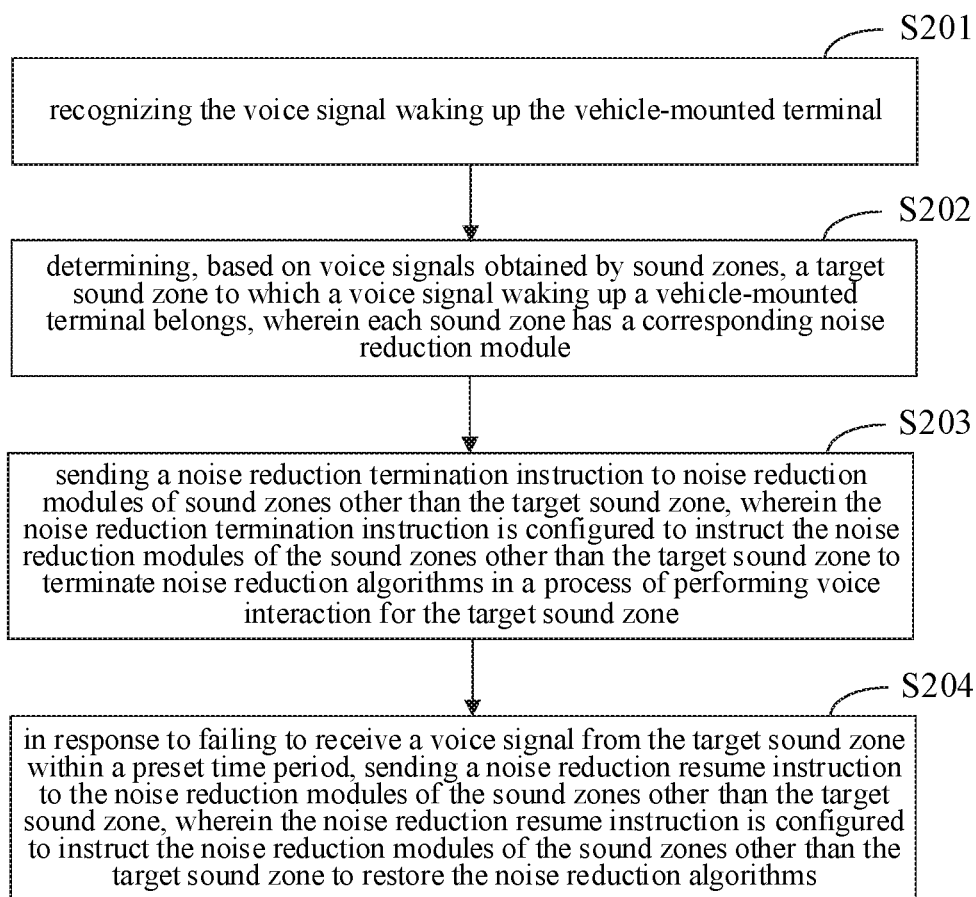 S201
recognizing the voice signal waking up the vehicle-mounted terminal
S202
determining, based on voice signals obtained by sound zones, a target
sound zone to which a voice signal waking up a vehicle-mounted
terminal belongs, wherein each sound zone has a corresponding noise
reduction module
S203
sending a noise reduction termination instruction to noise reduction
modules of sound zones other than the target sound zone, wherein the
noise reduction termination instruction is configured to instruct the noise
reduction modules of the sound zones other than the target sound zone to
terminate noise reduction algorithms in a process of performing voice
interaction for the target sound zone
S204
in response to failing to receive a voice signal from the target sound zone
within a preset time period, sending a noise reduction resume instruction
to the noise reduction modules of the sound zones other than the target
sound zone, wherein the noise reduction resume instruction is configured
to instruct the noise reduction modules of the sound zones other than the
target sound zone to restore the noise reduction algorithms